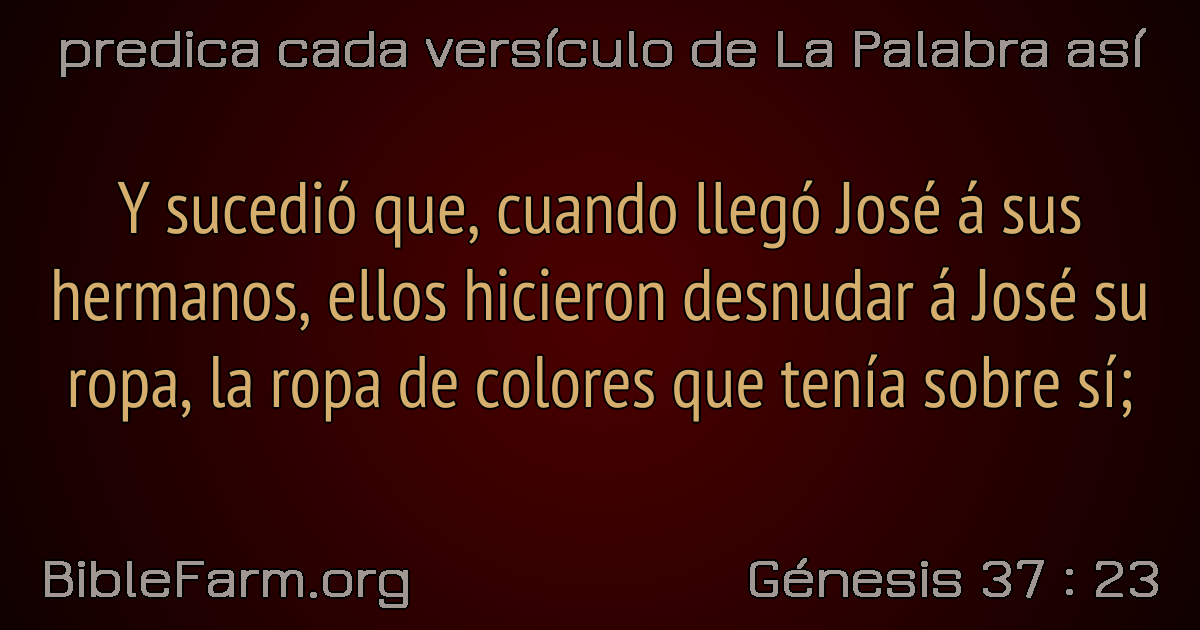 predica cada versículo de La Palabra así
Y sucedió que, cuando llegó José á sus
hermanos, ellos hicieron desnudar á José su
ropa, la ropa de colores que tenía sobre sí;
BibleFarm.org
Génesis 37 : 23